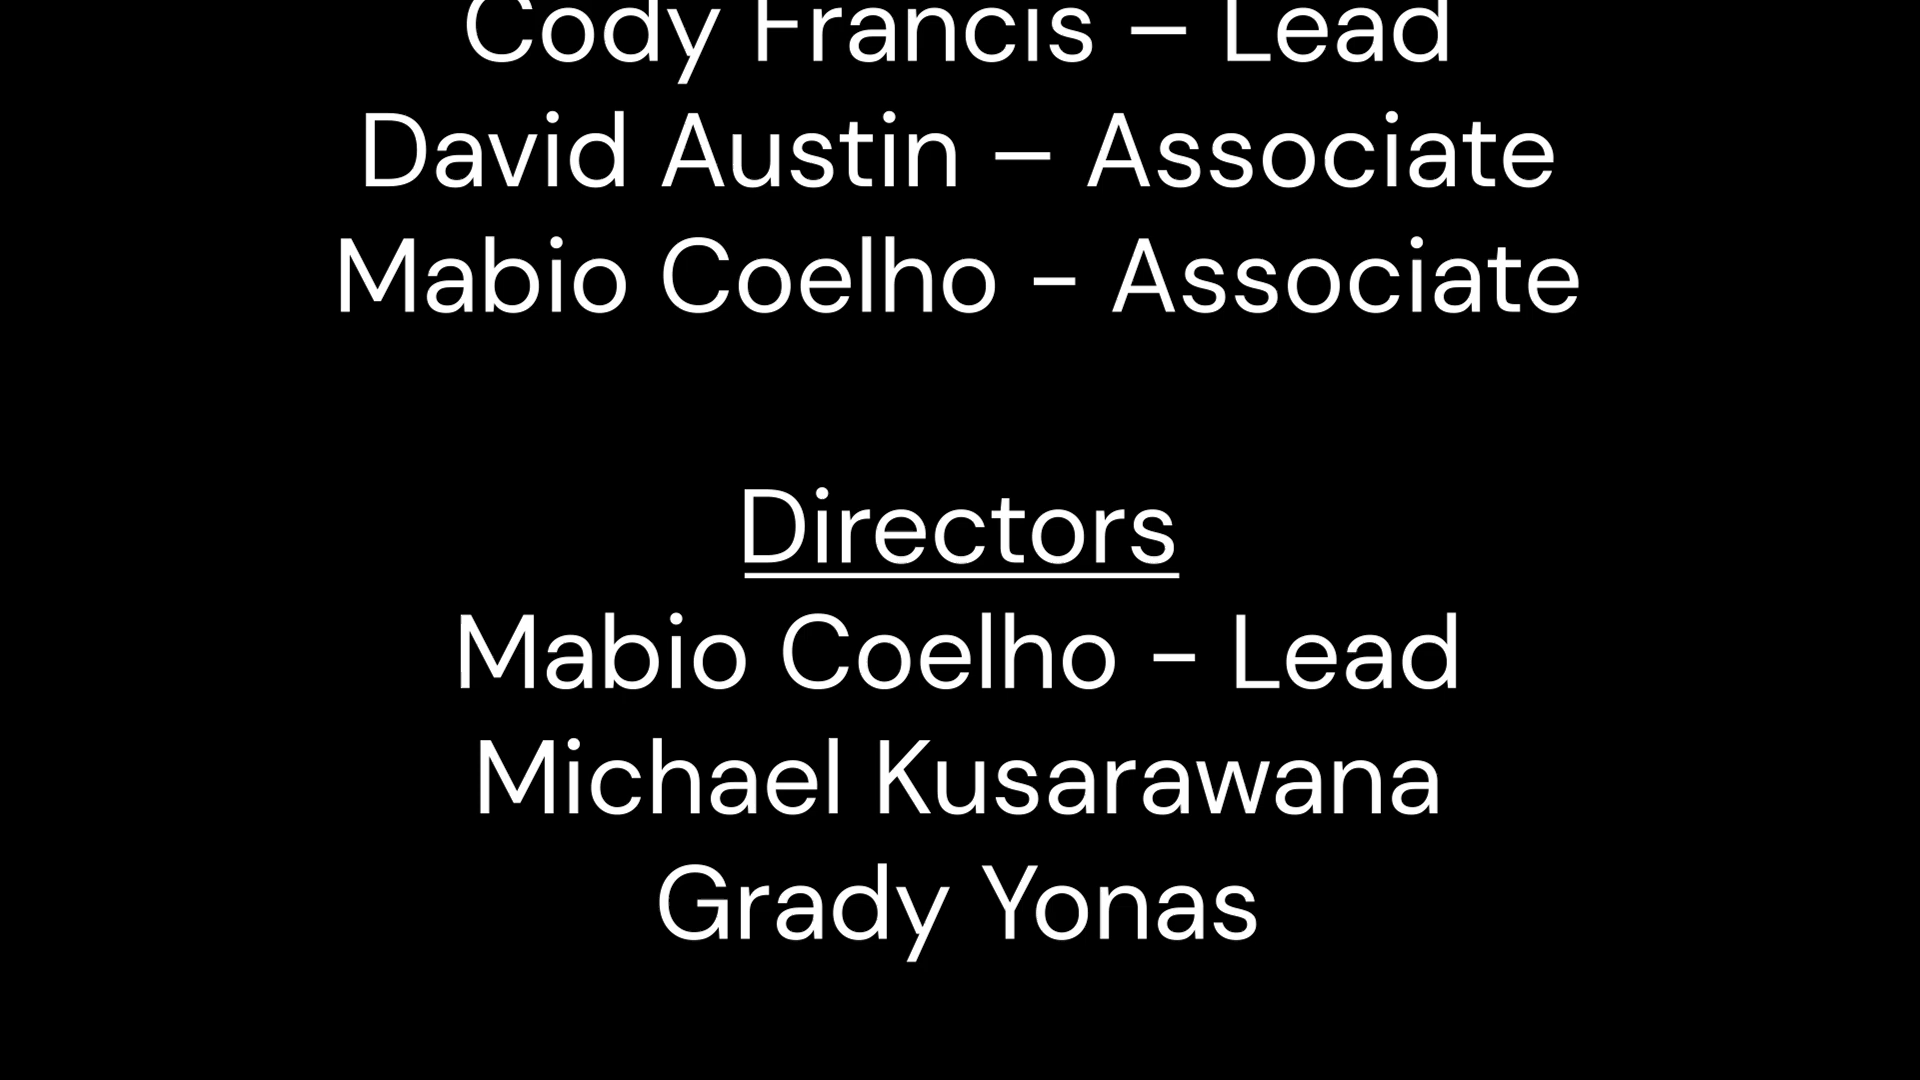 Cody Francis – Lead
David Austin – Associate
Mabio Coelho - Associate
Directors
Mabio Coelho - Lead
Michael Kusarawana
Grady Yonas